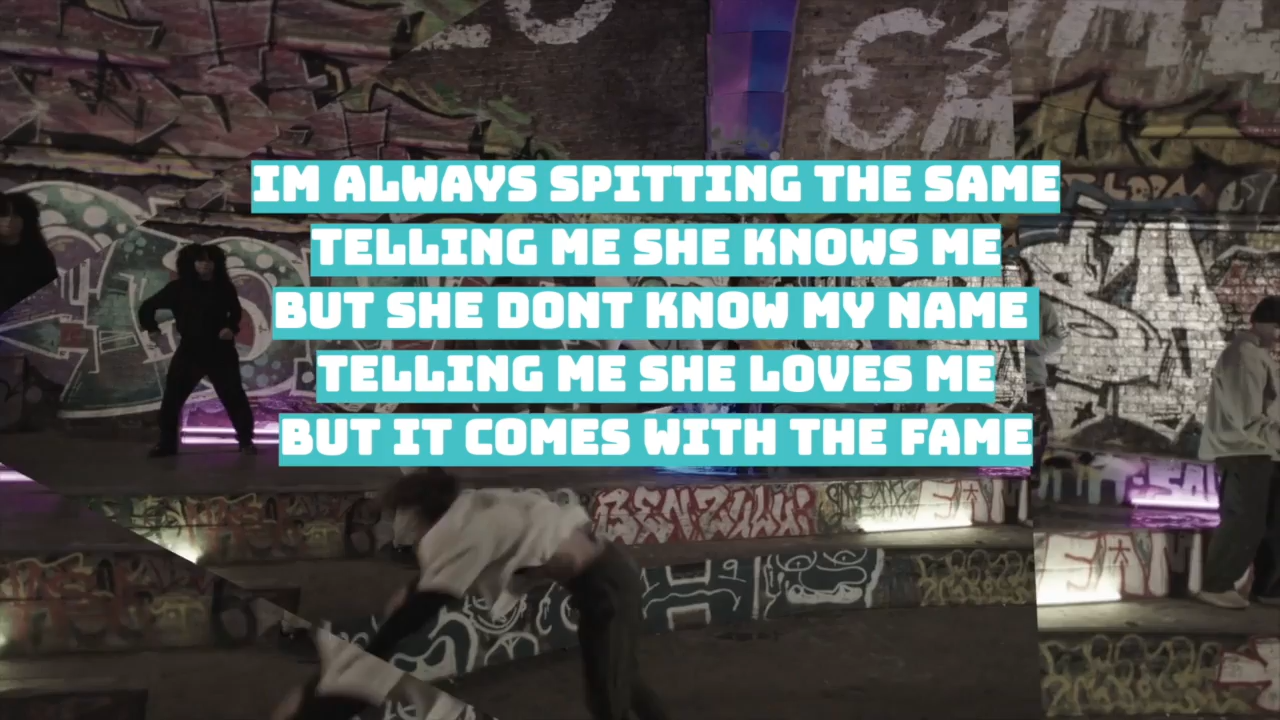 IM ALWAYS SPITTING THE SAME
TELLING ME SHE KNOWS ME
BUT SHE DONT KNOW MY NAME
TELLING ME SHE LOVES ME
BUT IT COMES WITH THE FAME